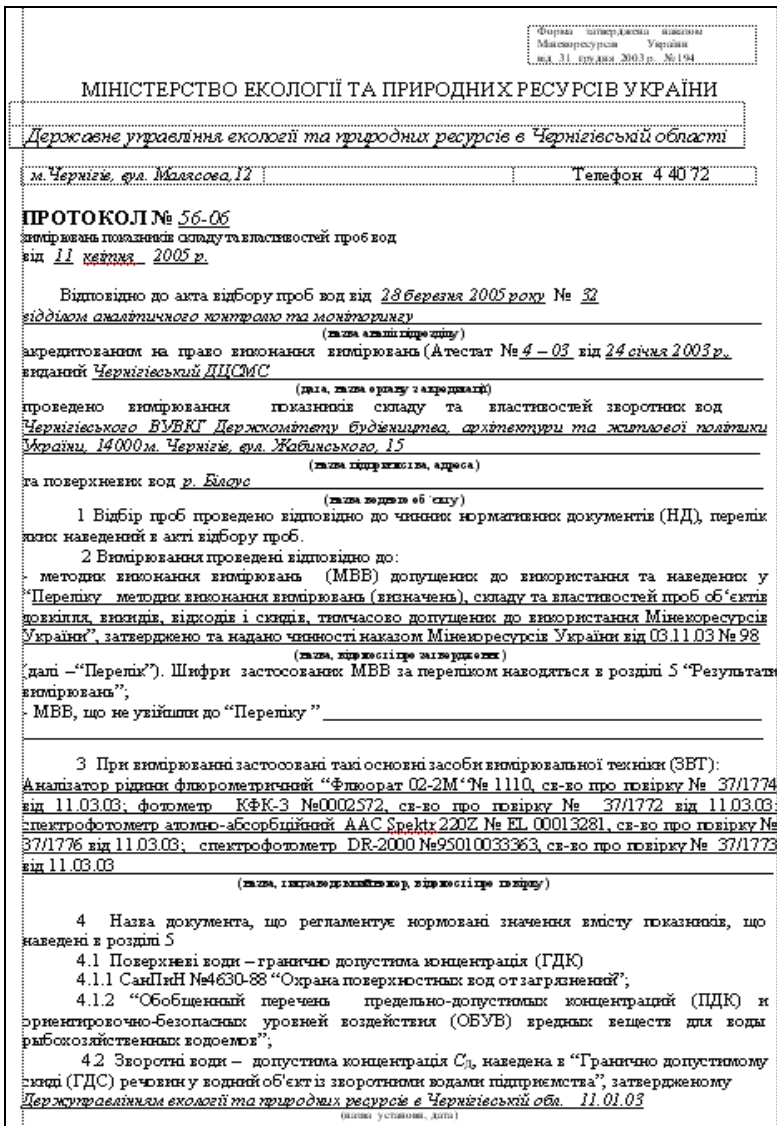 Форма затверджена наказом
Мінекоресурсів України
від 31 грудня 2003 р. № 194
МІНІСТЕРСТВО ЕКОЛОГІЇ ТА ПРИРОДНИХ РЕСУРСІВ УКРАЇНИ
Державне управління екології та природних ресурсів в Чернігівській області
м.Чернігів, вул. Малясова,12 Телефон 4 40 72
ПРОТОКОЛ № 56-06
вимірювань показників складу та властивостей проб вод
від 11 квітня 2005 р.
Відповідно до акта відбору проб вод від 28 березня 2005 року № 32
відділом аналітичного контролю та моніторингу
(назва аналіт підрозділу)
акредитованим на право виконання вимірювань (Атестат № 4 – 03 від 24 січня 2003 р.,
виданий Чернігівський ДЦСМС
(дата, назва органу з акредитації)
проведено вимірювання показників складу та властивостей зворотних вод
Чернігівського ВУВКГ Держкомітету будівництва, архітектури та житлової політики
України, 14000 м. Чернігів, вул. Жабинського, 15
(назва підприємства, адреса)
та поверхневих вод р. Білоус
(назва водного об ‘єкту)
1 Відбір проб проведено відповідно до чинних нормативних документів (НД), перелік
яких наведений в акті відбору проб.
2 Вимірювання проведені відповідно до:
- методик виконання вимірювань (МВВ) допущених до використання та наведених у
“Переліку методик виконання вимірювань (визначень), складу та властивостей проб об‘єктів
довкілля, викидів, відходів і скидів, тимчасово допущених до використання Мінекоресурсів
України”, затверджено та надано чинності наказом Мінекоресурсів України від 03.11.03 № 98
(назва, відомості про затвердження)
(далі –“Перелік”). Шифри застосованих МВВ за переліком наводяться в розділі 5 “Результати
вимірювань”;
- МВВ, що не увійшли до “Переліку ”
3 При вимірюванні застосовані такі основні засоби вимірювальної техніки (ЗВТ):
Аналізатор рідини флюрометричний “Флюорат 02-2М“№ 1110, св-во про повірку № 37/1774
від 11.03.03; фотометр КФК-3 №0002572, св-во про повірку № 37/1772 від 11.03.03;
спектрофотометр атомно-абсорбційний ААС Spektr 220Z № EL 00013281, св-во про повірку №
37/1776 від 11.03.03; спектрофотометр DR-2000 №95010033363, св-во про повірку № 37/1773
від 11.03.03
(назва, номер, відомості про повірку)
4 Назва документа, що регламентує нормовані значення вмісту показників, що
наведені в розділі 5
4.1 Поверхневі води – гранично допустима концентрація (ГДК)
4.1.1 СанПиН №4630-88 “Охрана поверхностных вод от загрязнений”;
4.1.2 “Обобщенный перечень предельно-допустимых концентраций (ПДК) и
ориентировочно-безопасных уровней воздействия (ОБУВ) вредных веществ для воды
рыбохозяйственных водоемов”;
4.2 Зворотні води – допустима концентрація СД, наведена в “Гранично допустимому
скиді (ГДС) речовин у водний об'єкт із зворотними водами підприємства”, затвердженому
Держуправлінням екології та природних ресурсів в Чернігівській обл. 11.01.03
(назва установи, дата)